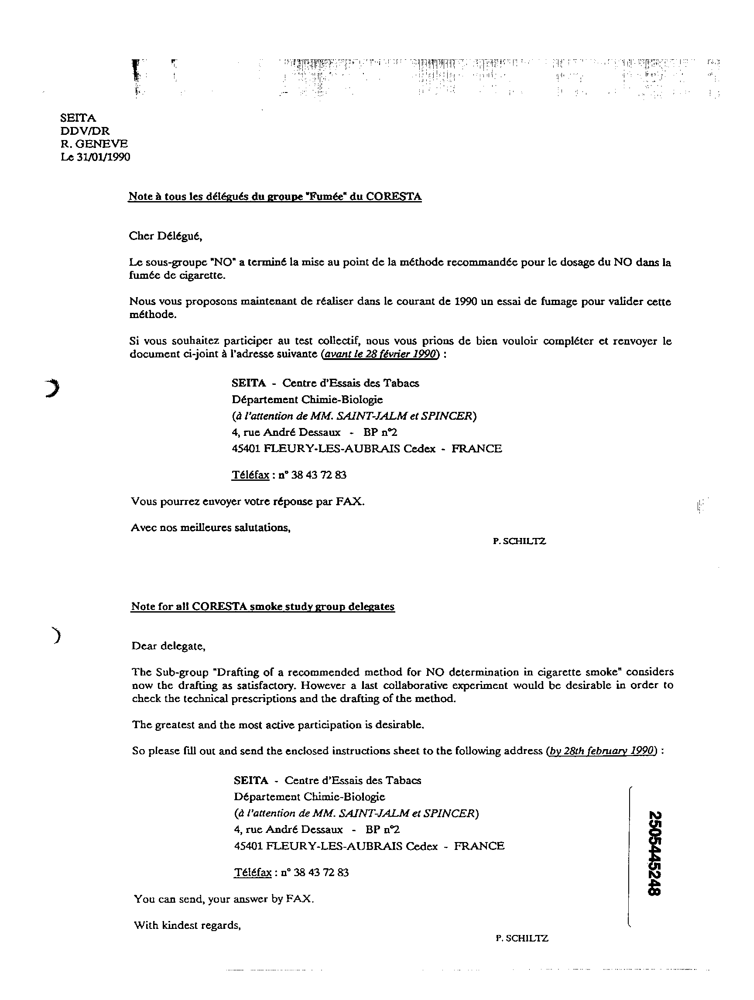 SEITA
DDV/DR
R. GENEVE
Le 31/01/1990
Note à tous les délégués du groupe "Fumée" du CORESTA
Cher Délégué,
Le sous-groupe "NO" a terminé la mise au point de la méthode recommandée pour le dosage du NO dans la
fumée de cigarette.
Nous vous proposons maintenant de réaliser dans le courant de 1990 un essai de fumage pour valider cette
méthode.
Si vous souhaitez participer au test collectif, nous vous prions de bien vouloir compléter et renvoyer le
document ci-joint à l'adresse suivante (avant le 28 février 1990) :
SEITA - Centre d'Essais des Tabacs
Département Chimie-Biologie
(à l'attention de MM. SAINT-JALM et SPINCER)
4, rue André Dessaux - BP n°2
45401 FLEURY-LES-AUBRAIS Cedex - FRANCE
Téléfax : n° 38 43 72 83
Vous pourrez envoyer votre réponse par FAX.
Avec nos meilleures salutations,
P. SCHILTZ
Note for all CORESTA smoke study group delegates
Dear delegate,
The Sub-group "Drafting of a recommended method for NO determination in cigarette smoke" considers
now the drafting as satisfactory. However a last collaborative experiment would be desirable in order to
check the technical prescriptions and the drafting of the method.
The greatest and the most active participation is desirable.
So please fill out and send the enclosed instructions sheet to the following address (by 28th february 1990) :
SEITA - Centre d'Essais des Tabacs
Département Chimie-Biologie
(à l'attention de MM. SAINT-JALM et SPINCER)
4, rue André Dessaux - BP n°2
45401 FLEURY-LES-AUBRAIS Cedex - FRANCE
Téléfax : n° 38 43 72 83
You can send, your answer by FAX.
With kindest regards,
P. SCHILTZ
2505445248